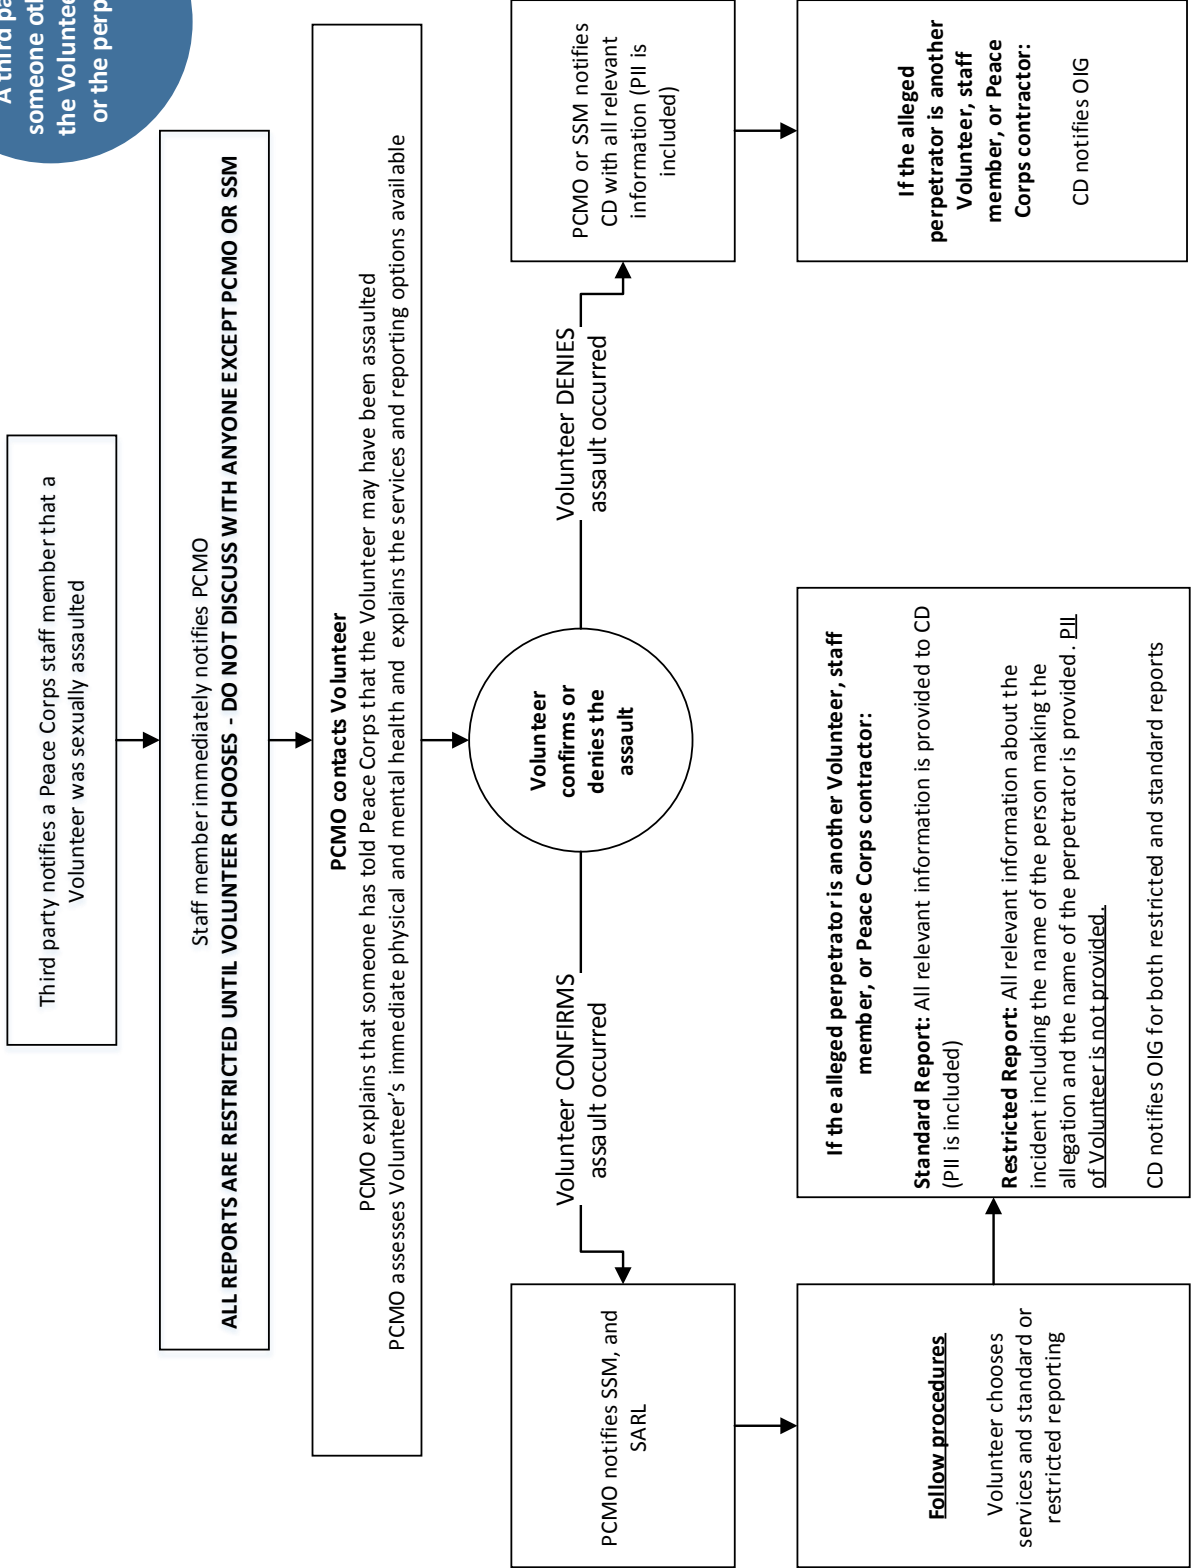 A third pa
someone oth
the Voluntee
or the perp
Third party notifies a Peace Corps staff member that a
Volunteer was sexually assaulted
Staff member immediately notifies PCMO
ALL REPORTS ARE RESTRICTED UNTIL VOLUNTEER CHOOSES - DO NOT DISCUSS WITH ANYONE EXCEPT PCMO OR SSM
PCMO contacts Volunteer
PCMO explains that someone has told Peace Corps that the Volunteer may have been assaulted
PCMO assesses Volunteer's immediate physical and mental health and explains the services and reporting options available
Volunteer
confirms or
denies the
assault
Volunteer CONFIRMS
assault occurred
Volunteer DENIES
assault occurred
PCMO notifies SSM, and
SARL
Follow procedures
Volunteer chooses
services and standard or
restricted reporting
If the alleged perpetrator is another Volunteer, staff
member, or Peace Corps contractor:
Standard Report: All relevant information is provided to CD
(PII is included)
Restricted Report: All relevant information about the
incident including the name of the person making the
allegation and the name of the perpetrator is provided. PII
of Volunteer is not provided.
CD notifies OIG for both restricted and standard reports
PCMO or SSM notifies
CD with all relevant
information (PII is
included)
If the alleged
perpetrator is another
Volunteer, staff
member, or Peace
Corps contractor:
CD notifies OIG